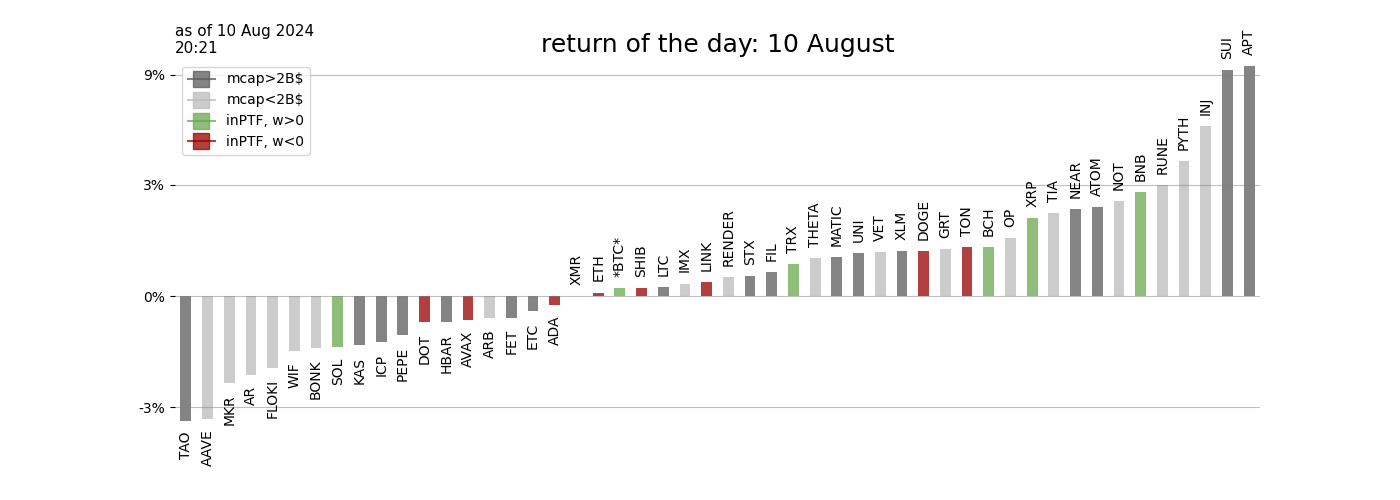 as of 10 Aug 2024
20:21
return of the day: 10 August
mcap>2B$
mcap<2B$
inPTF, w>0
inPTF, w<0
9%
3%
0%
-3%
TAO
AAVE
MKR
AR
FLOKI
WIF
BONK
SOL
KAS
ICP
PEPE
DOT
HBAR
AVAX
ARB
FET
ETC
ADA
XMR
ETH
*BTC*
SHIB
LTC
IMX
LINK
RENDER
STX
FIL
TRX
THETA
MATIC
UNI
VET
XLM
DOGE
GRT
TON
BCH
OP
XRP
TIA
NEAR
ATOM
NOT
BNB
RUNE
PYTH
INJ
SUI
APT